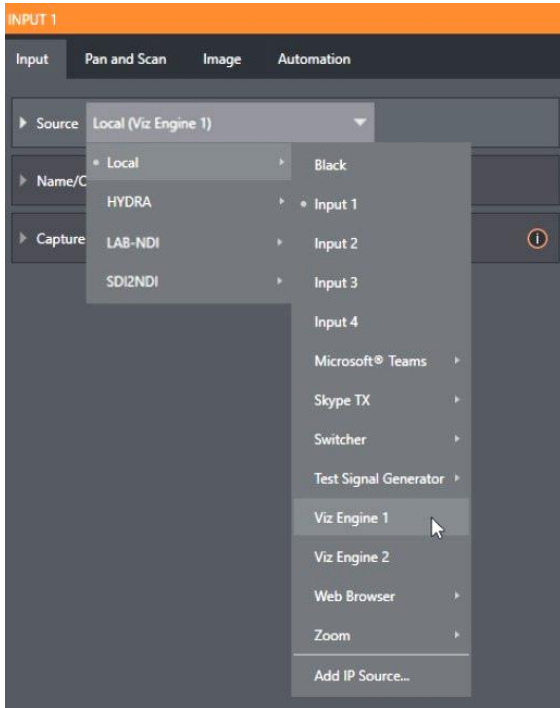 INPUT 1
Input Pan and Scan Image Automation
Source Local (Viz Engine 1)
Local Black
Name/C
HYDRA Input 1
Capture LAB-NDI Input 2
SDI2NDI Input 3
Input 4
Microsoft® Teams
Skype TX
Switcher
Test Signal Generator
Viz Engine 1
Viz Engine 2
Web Browser
Zoom
Add IP Source...